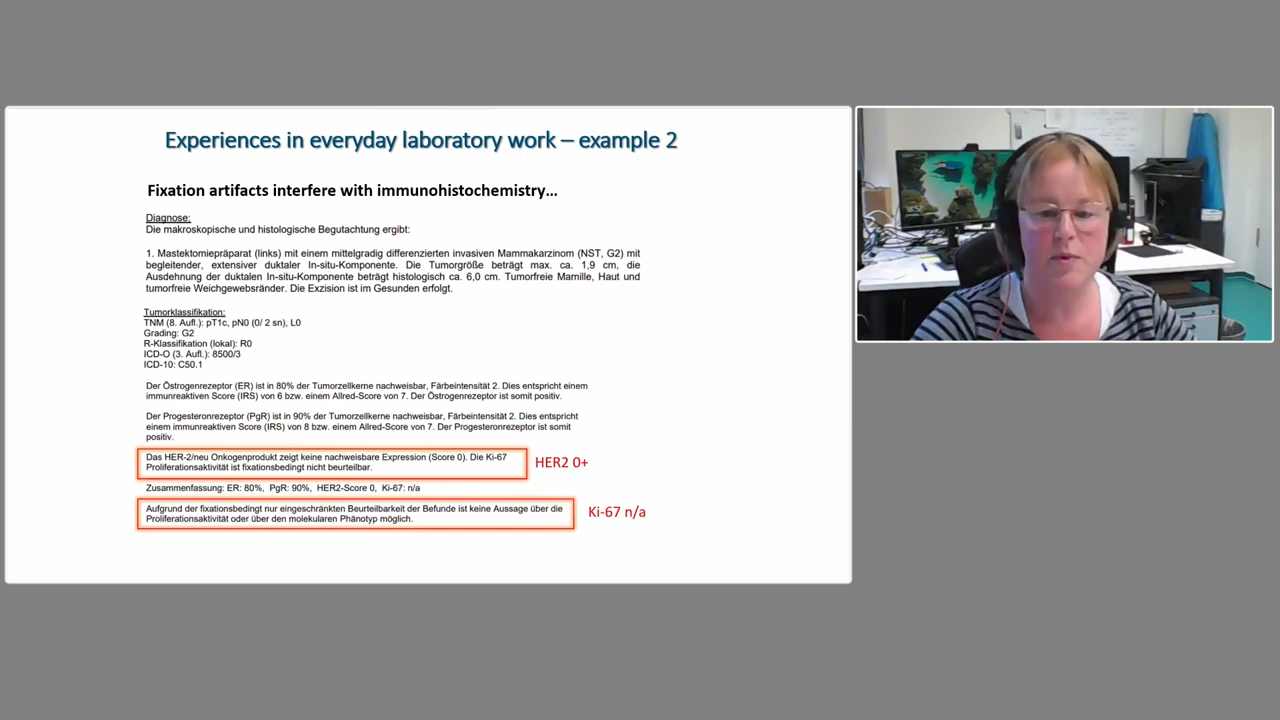 Experiences in everyday laboratory work – example 2
Fixation artifacts interfere with immunohistochemistry…
Diagnose:
Die makroskopische und histologische Begutachtung ergibt:
1. Mastektomiepräparat (links) mit einem mittelgradig differenzierten invasiven Mammakarzinom (NST, G2) mit
begleitender, extensiver duktaler In-situ-Komponente. Die Tumorgröße beträgt max. ca. 1,9 cm, die
Ausdehnung der duktalen In-situ-Komponente beträgt histologisch ca. 6,0 cm. Tumorfreie Mamille, Haut und
tumorfreie Weichgewebsränder. Die Exzision ist im Gesunden erfolgt.
Tumorklassifikation:
TNM (8. Aufl.): pT1c, pN0 (0/ 2 sn), L0
Grading: G2
R-Klassifikation (lokal): R0
ICD-O (3. Aufl.): 8500/3
ICD-10: C50.1
Der Östrogenrezeptor (ER) ist in 80% der Tumorzellkerne nachweisbar, Färbeintensität 2. Dies entspricht einem
immunreaktiven Score (IRS) von 6 bzw. einem Allred-Score von 7. Der Östrogenrezeptor ist somit positiv.
Der Progesteronrezeptor (PgR) ist in 90% der Tumorzellkerne nachweisbar, Färbeintensität 2. Dies entspricht
einem immunreaktiven Score (IRS) von 8 bzw. einem Allred-Score von 7. Der Progesteronrezeptor ist somit
positiv.
Das HER-2/neu Onkogenprodukt zeigt keine nachweisbare Expression (Score 0). Die Ki-67
Proliferationsaktivität ist fixationsbedingt nicht beurteilbar.
HER2 0+
Zusammenfassung: ER: 80%, PgR: 90%, HER2-Score 0, Ki-67: n/a
Aufgrund der fixationsbedingt nur eingeschränkten Beurteilbarkeit der Befunde ist keine Aussage über die
Proliferationsaktivität oder über den molekularen Phänotyp möglich.
Ki-67 n/a